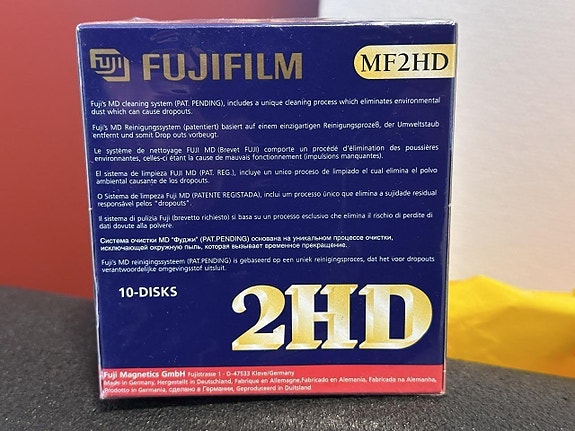 FUJI FUJIFILM MF2HD
Fuji's MD cleaning system (PAT. PENDING), includes a unique cleaning process which eliminates environmental
dust which can cause dropouts.
Fuji's MD Reinigungssystem (patentiert) basiert auf einem einzigartigen Reinigungsprozeß, der Umweltstaub
entfernt und somit Drop outs vorbeugt.
Le système de nettoyage FUJI MD (Brevet FUJI) comporte un procédé d'élimination des poussières
environnantes, celles-ci étant la cause de mauvais fonctionnement (impulsions manquantes).
El sistema de limpieza FUJI MD (PAT. REG.), incluye un unico proceso de limpiado el cual elimina el polvo
ambiental causante de los dropouts.
O Sistema de limpeza Fuji MD (PATENTE REGISTADA), inclui um processo único que elimina a sujidade residual
responsável pelos "dropouts".
Il sistema di pulizia Fuji (brevetto richiesto) si basa su un processo esclusivo che elimina il rischio di perdite di
dati dovute alla polvere.
Система очистки MD "Фуджи" (PAT.PENDING) основана на уникальном процессе очистки,
исключающей окружную пыль, которая вызывает временное прекращение.
Fuji's MD reinigingssysteem (PAT.PENDING) is gebaseerd op een uniek reinigingsproces, dat het voor dropouts
verantwoordelijke omgevingsstof uitsluit.
10-DISKS
2HD
Fuji Magnetics GmbH Fujistrasse 1 · D-47533 Kleve/Germany
Made in Germany, Hergestellt in Deutschland, Fabrique en Allemagne,Fabricado en Alemania, Fabricada na Alemanha,
Prodotto in Germania, сделано в Германии, Geproduceerd in Duitsland